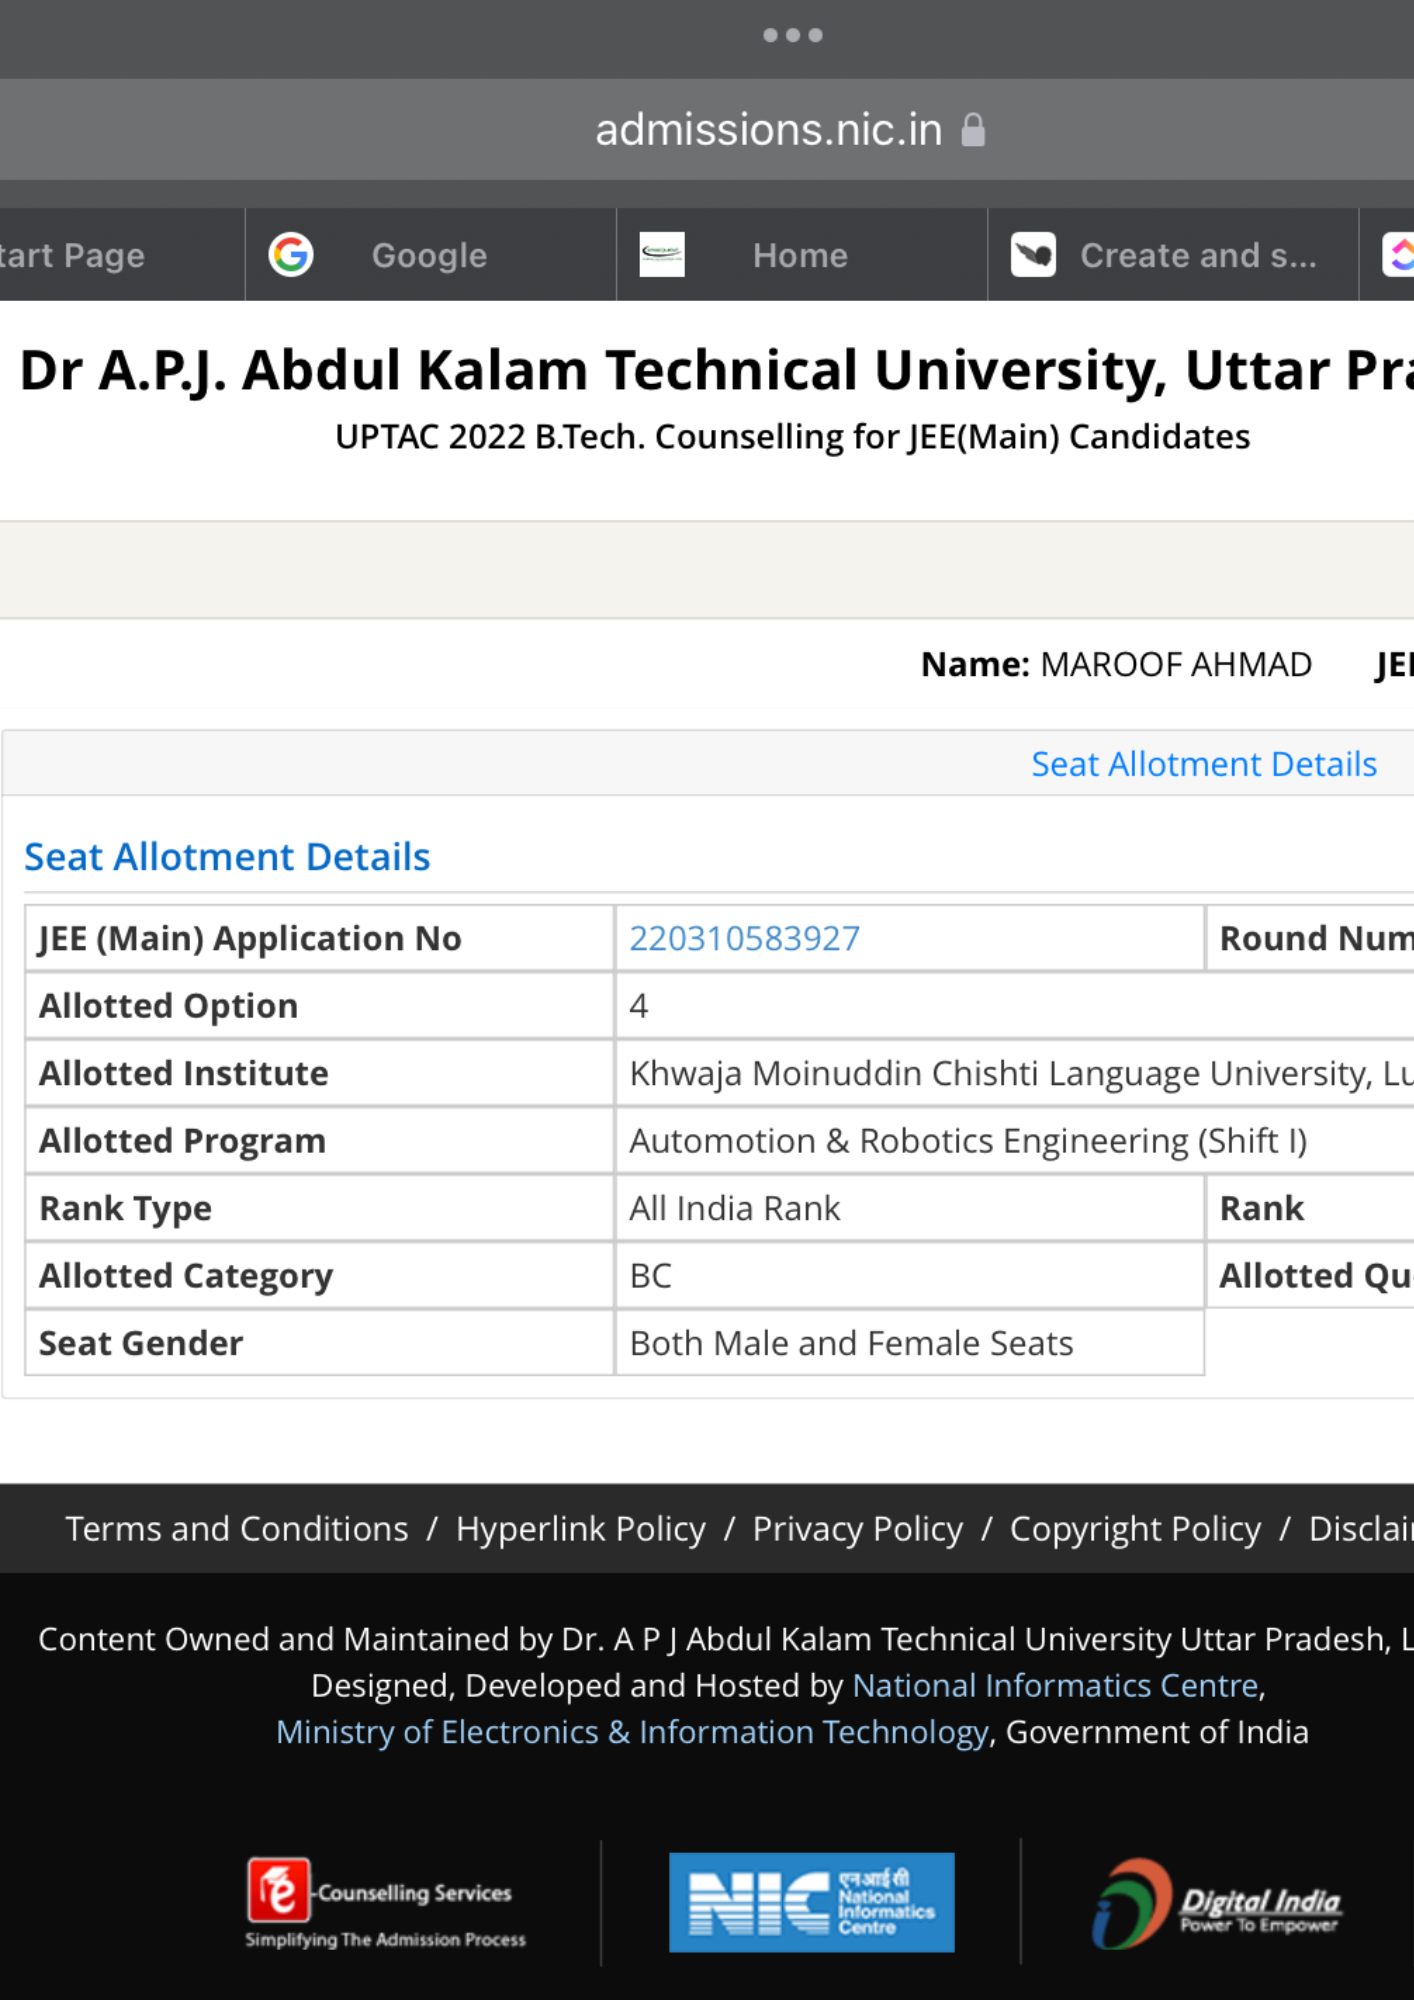 admissions.nic.in
tart Page
Google
Home
Create and s...
Dr A.P.J. Abdul Kalam Technical University, Uttar Pra
UPTAC 2022 B.Tech. Counselling for JEE(Main) Candidates
Name: MAROOF AHMAD JEE
Seat Allotment Details
Seat Allotment Details
JEE (Main) Application No 220310583927 Round Num
Allotted Option 4
Allotted Institute Khwaja Moinuddin Chishti Language University, Lu
Allotted Program Automotion & Robotics Engineering (Shift I)
Rank Type All India Rank Rank
Allotted Category BC Allotted Qu
Seat Gender Both Male and Female Seats
Terms and Conditions / Hyperlink Policy / Privacy Policy / Copyright Policy / Disclai
Content Owned and Maintained by Dr. A P J Abdul Kalam Technical University Uttar Pradesh, L
Designed, Developed and Hosted by National Informatics Centre,
Ministry of Electronics & Information Technology, Government of India
e-Counselling Services
Simplifying The Admission Process
NIC
एन आई सी
National
Informatics
Centre
Digital India
Power To Empower